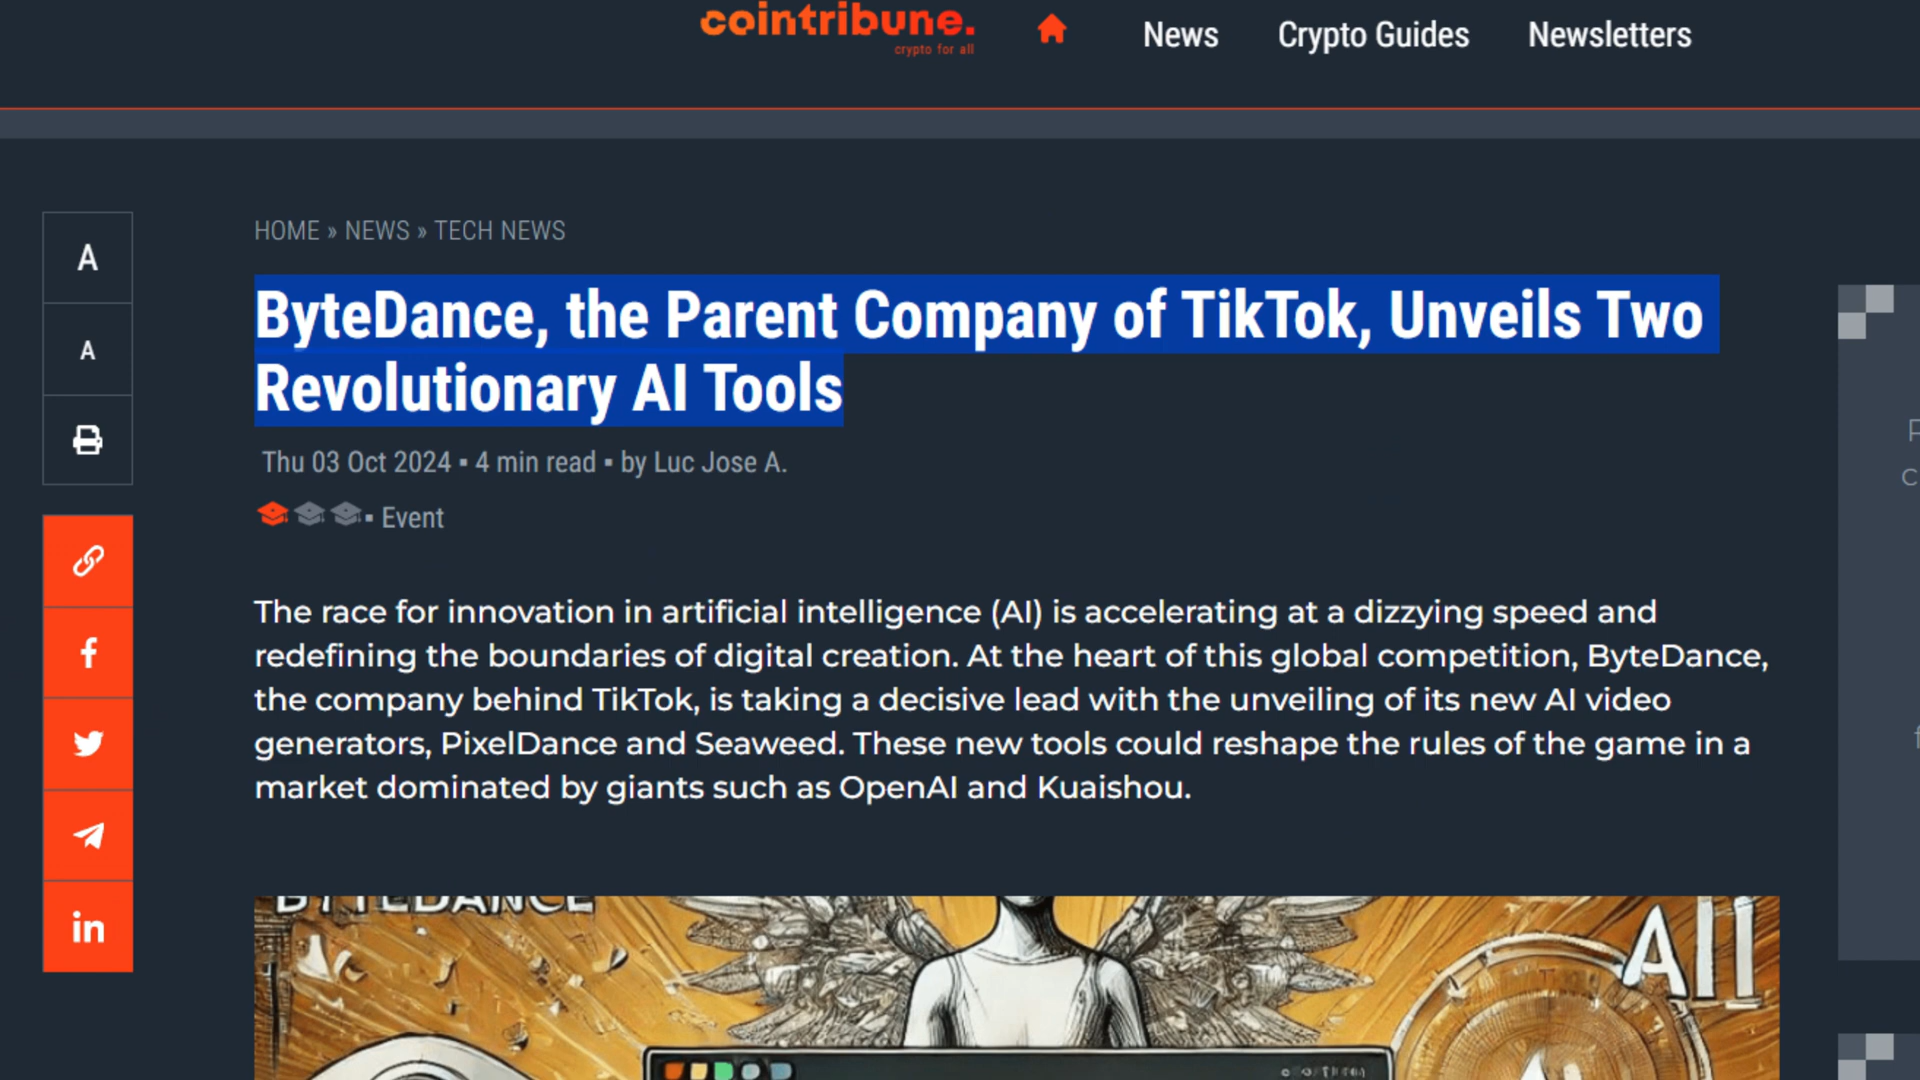 cointribune.
crypto for all
News
Crypto Guides
Newsletters
HOME » NEWS » TECH NEWS
A
A
ByteDance, the Parent Company of TikTok, Unveils Two
Revolutionary AI Tools
Thu 03 Oct 2024 ▪ 4 min read ▪ by Luc Jose A.
▪ Event
The race for innovation in artificial intelligence (AI) is accelerating at a dizzying speed and
redefining the boundaries of digital creation. At the heart of this global competition, ByteDance,
the company behind TikTok, is taking a decisive lead with the unveiling of its new AI video
generators, PixelDance and Seaweed. These new tools could reshape the rules of the game in a
market dominated by giants such as OpenAI and Kuaishou.
BYTEDANCE